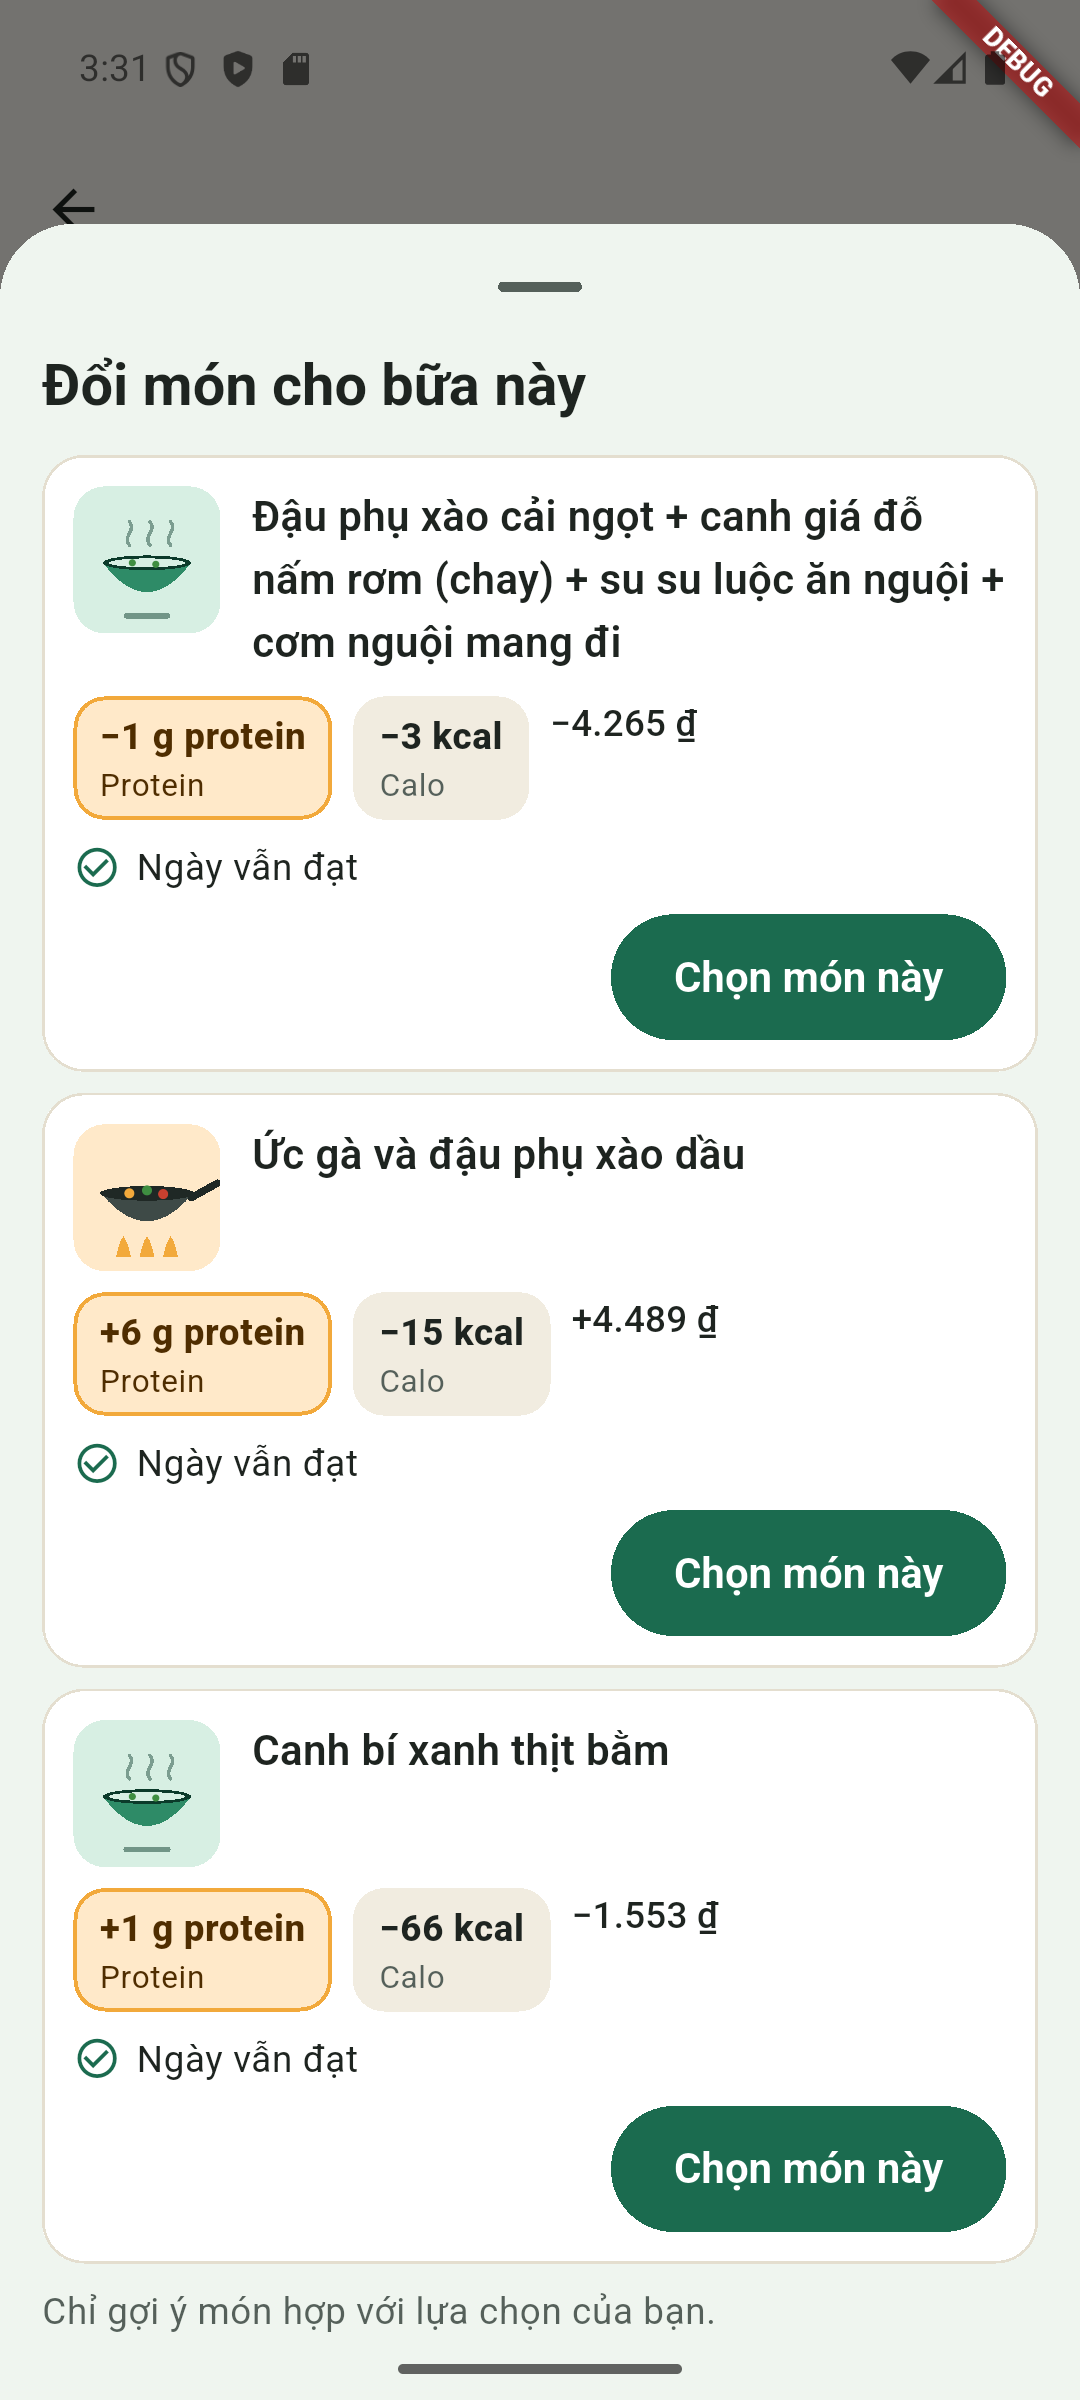 3:31
DEBUG
Đổi món cho bữa này
Đậu phụ xào cải ngọt + canh giá đỗ
nấm rơm (chay) + su su luộc ăn nguội +
cơm nguội mang đi
−1 g protein
Protein
−3 kcal
Calo
−4.265 ₫
Ngày vẫn đạt
Chọn món này
Ức gà và đậu phụ xào dầu
+6 g protein
Protein
−15 kcal
Calo
+4.489 ₫
Ngày vẫn đạt
Chọn món này
Canh bí xanh thịt bằm
+1 g protein
Protein
−66 kcal
Calo
−1.553 ₫
Ngày vẫn đạt
Chọn món này
Chỉ gợi ý món hợp với lựa chọn của bạn.